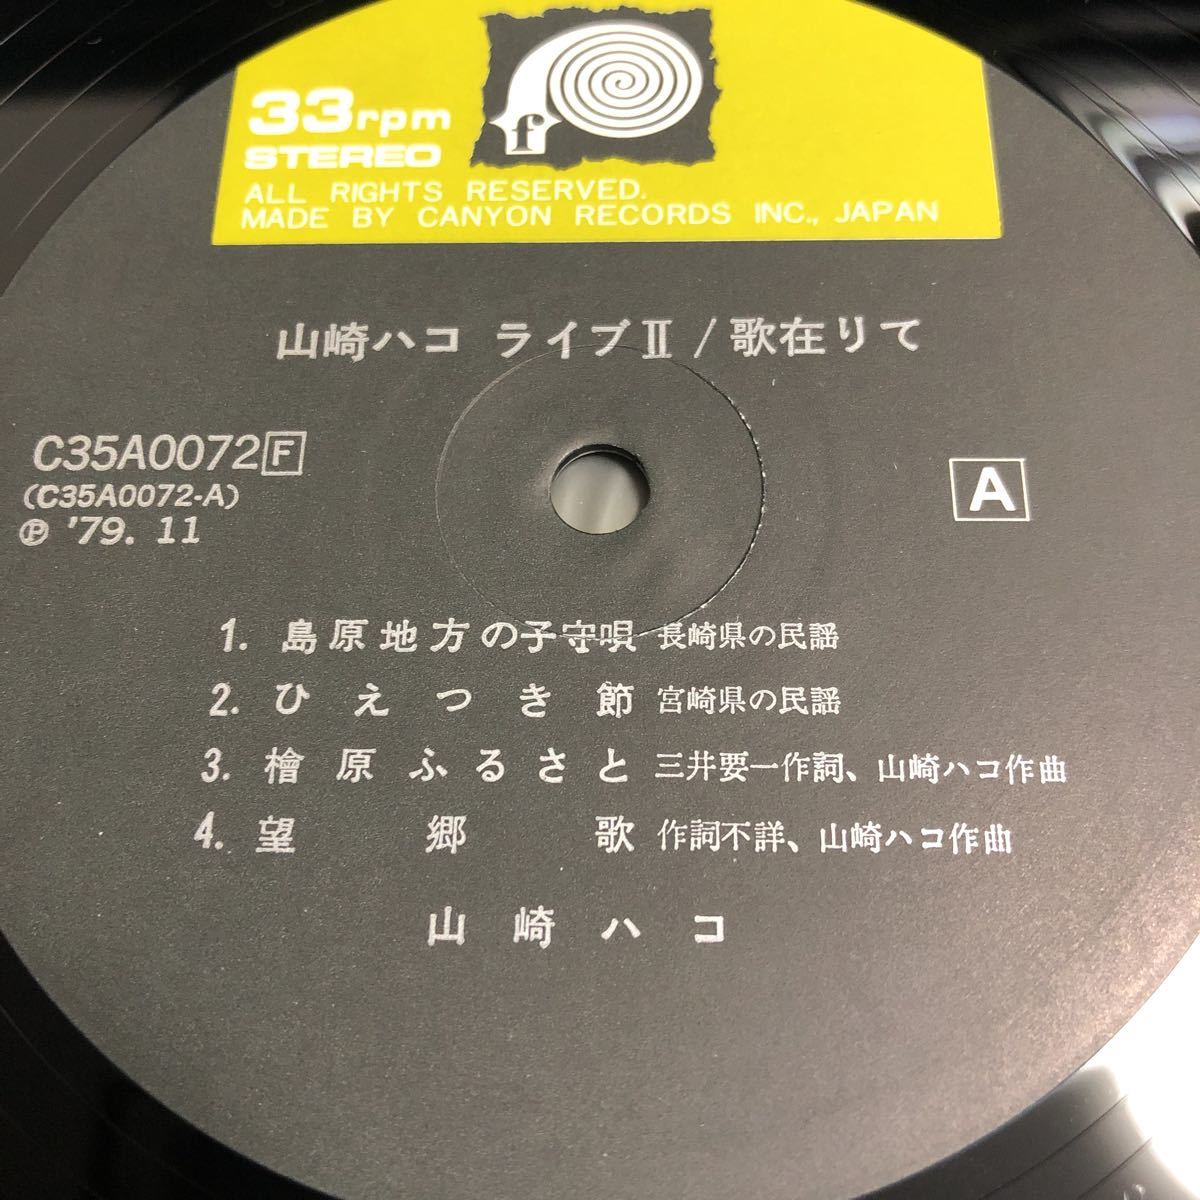 f
33rpm
STEREO
ALL RIGHTS RESERVED.
MADE BY CANYON RECORDS INC., JAPAN
山崎ハコ ライブⅡ/歌在りて
C35A0072F
(C35A0072-A)
Ⓟ '79. 11
A
1. 島原地方の子守唄 長崎県の民謡
2. ひえつき節 宮崎県の民謡
3. 檜原ふるさと 三井要一作詞、山崎ハコ作曲
4. 望郷歌 作詞不詳、山崎ハコ作曲
山崎ハコ